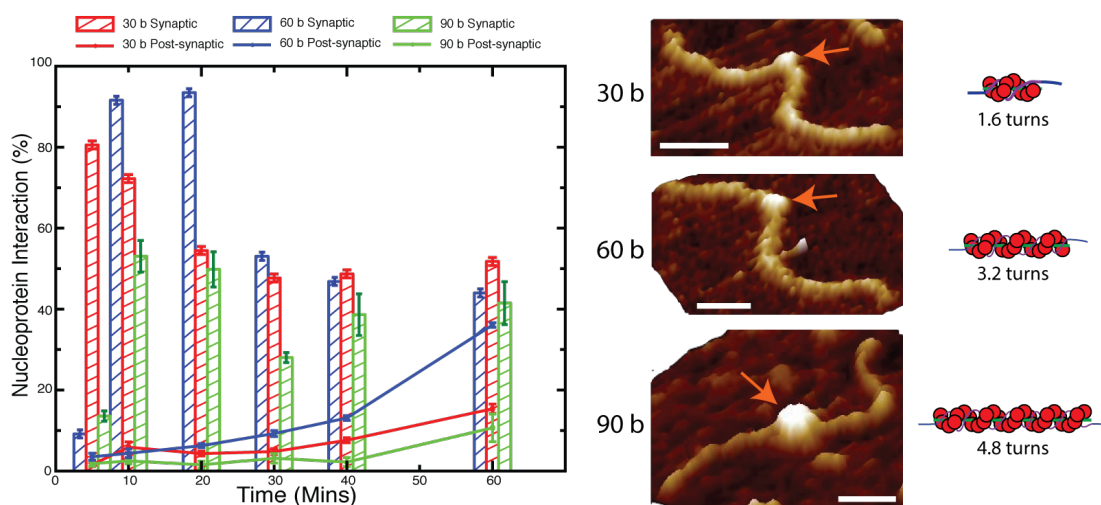 30 b Synaptic 60 b Synaptic 90 b Synaptic
30 b Post-synaptic 60 b Post-synaptic 90 b Post-synaptic
100
80
60
40
20
0
Nucleoprotein Interaction (%)
0 10 20 30 40 50 60
Time (Mins)
30 b
1.6 turns
60 b
3.2 turns
90 b
4.8 turns